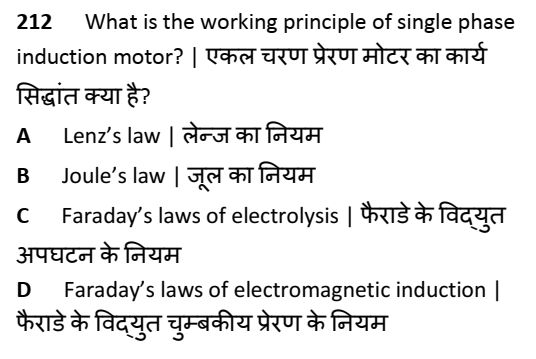 212 What is the working principle of single phase
induction motor? | एकल चरण प्रेरण मोटर का कार्य
सिद्धांत क्या है?
A Lenz’s law | लेन्ज का नियम
B Joule’s law | जूल का नियम
C Faraday’s laws of electrolysis | फैराडे के विद्युत
अपघटन के नियम
D Faraday’s laws of electromagnetic induction |
फैराडे के विद्युत चुम्बकीय प्रेरण के नियम